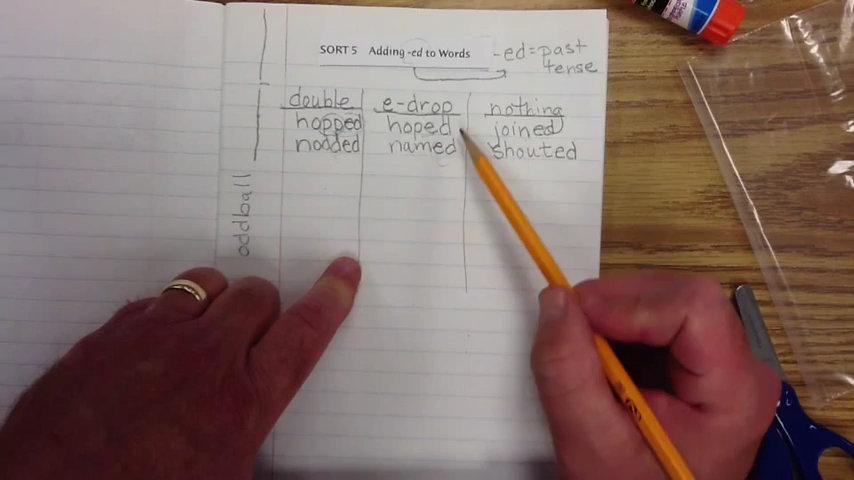 SORT 5 Adding -ed to Words
-ed = past
tense
double e-drop nothing
hopped hoped joined
nodded named shouted
oddball